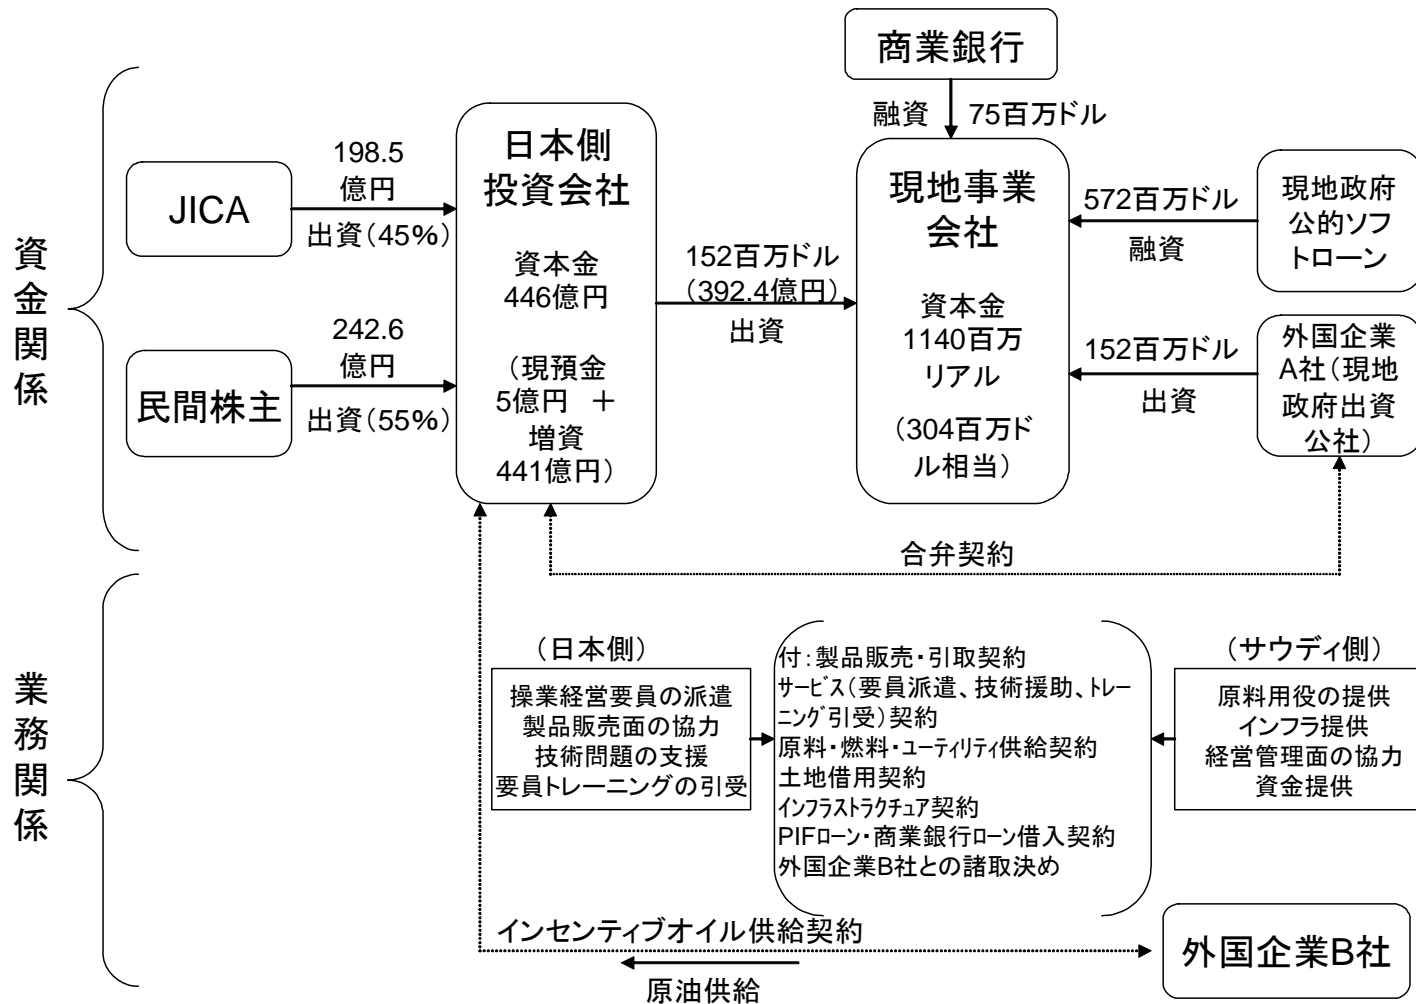 商業銀行
融資 75百万ドル
資金関係
JICA
198.5
億円
出資(45%)
民間株主
242.6
億円
出資(55%)
日本側
投資会社
資本金
446億円
(現預金
5億円 +
増資
441億円)
152百万ドル
(392.4億円)
出資
現地事業
会社
資本金
1140百万
リアル
(304百万ド
ル相当)
572百万ドル
融資
現地政府
公的ソフ
トローン
152百万ドル
出資
外国企業
A社(現地
政府出資
公社)
合弁契約
業務関係
(日本側)
操業経営要員の派遣
製品販売面の協力
技術問題の支援
要員トレーニングの引受
付:製品販売・引取契約
サービス(要員派遣、技術援助、トレー
ニング引受)契約
原料・燃料・ユーティリティ供給契約
土地借用契約
インフラストラクチュア契約
PIFローン・商業銀行ローン借入契約
外国企業B社との諸取決め
(サウディ側)
原料用役の提供
インフラ提供
経営管理面の協力
資金提供
インセンティブオイル供給契約
原油供給
外国企業B社